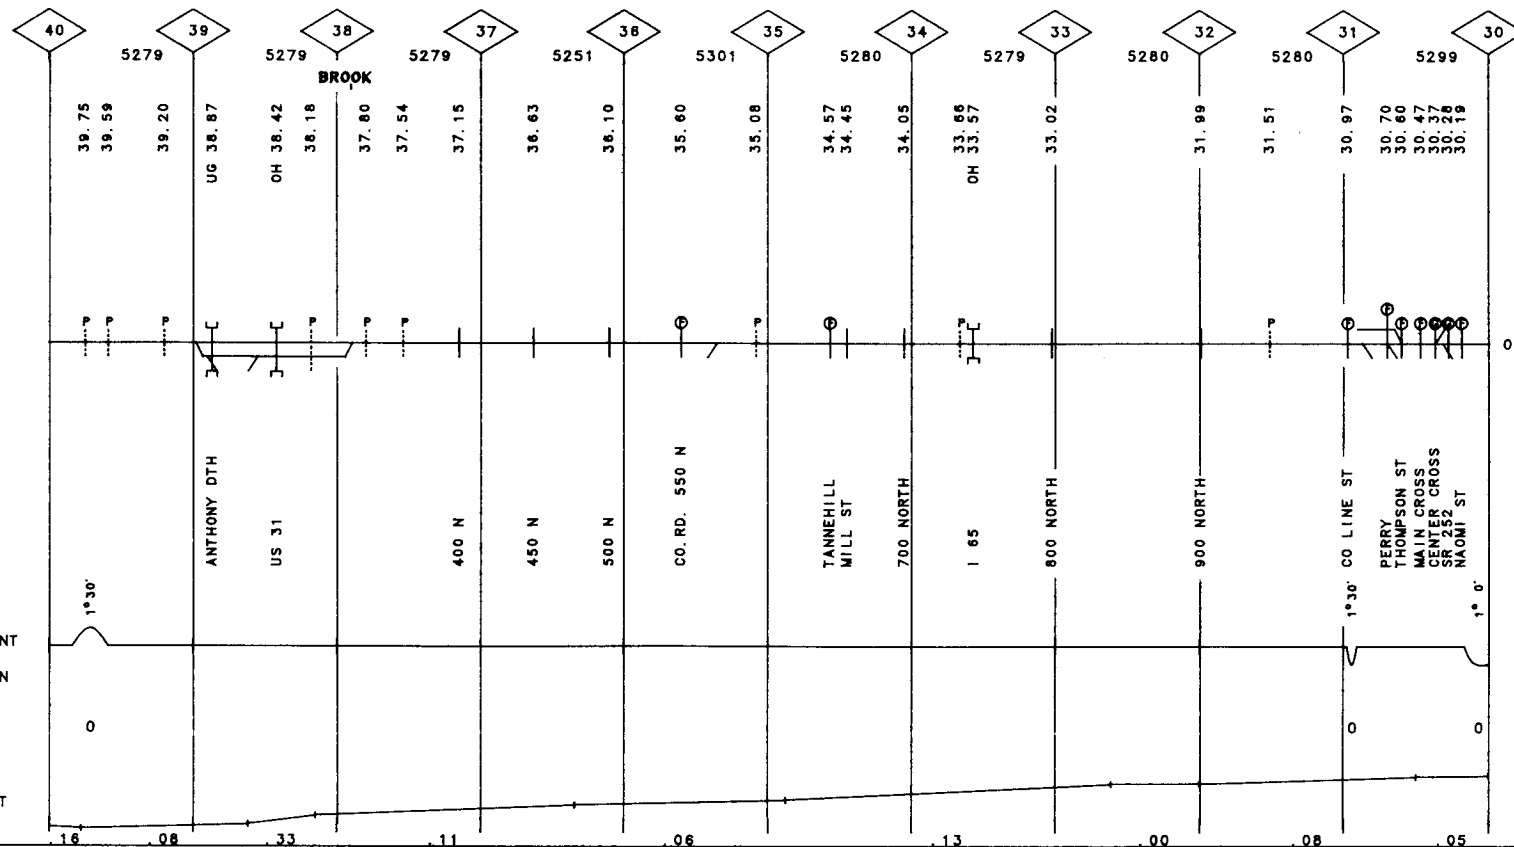 40 39 38 37 36 35 34 33 32 31 30
5279 5279 5279 5251 5301 5280 5279 5280 5280 5299
BROOK
39.75
39.59
39.20
UG 38.87
OH 38.42
38.18
37.80
37.54
37.15
36.63
36.10
35.60
35.08
34.57
34.45
34.05
33.66
OH 33.57
33.02
31.99
31.51
30.97
30.70
30.60
30.47
30.37
30.28
30.19
P P P P P P F P F P P F F F F G G F
0
ANTHONY DTH
US 31
400 N
450 N
500 N
CO. RD. 550 N
TANNEHILL
MILL ST
700 NORTH
I 65
800 NORTH
900 NORTH
CO LINE ST
PERRY
THOMPSON ST
MAIN CROSS
CENTER CROSS
SR 252
NAOMI ST
1°30'
1°30'
1° 0'
NT
N
0 0 0
T
.16 .08 .33 .11 .06 .13 .00 .08 .05